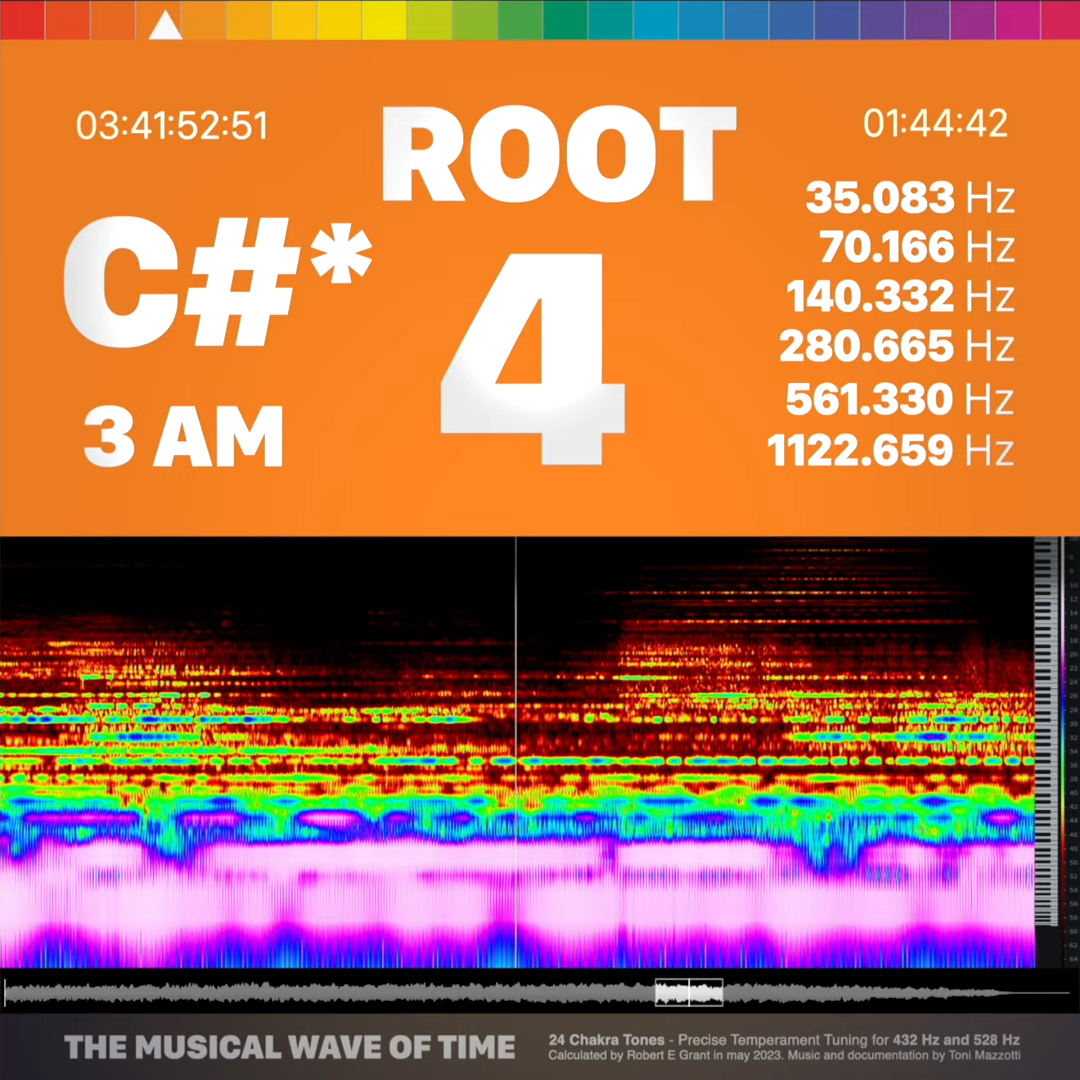 03:41:52:51
ROOT
01:44:42
C#*
4
3 AM
35.083 Hz
70.166 Hz
140.332 Hz
280.665 Hz
561.330 Hz
1122.659 Hz
THE MUSICAL WAVE OF TIME
24 Chakra Tones - Precise Temperament Tuning for 432 Hz and 528 Hz
Calculated by Robert E Grant in may 2023. Music and documentation by Toni Mazzotti